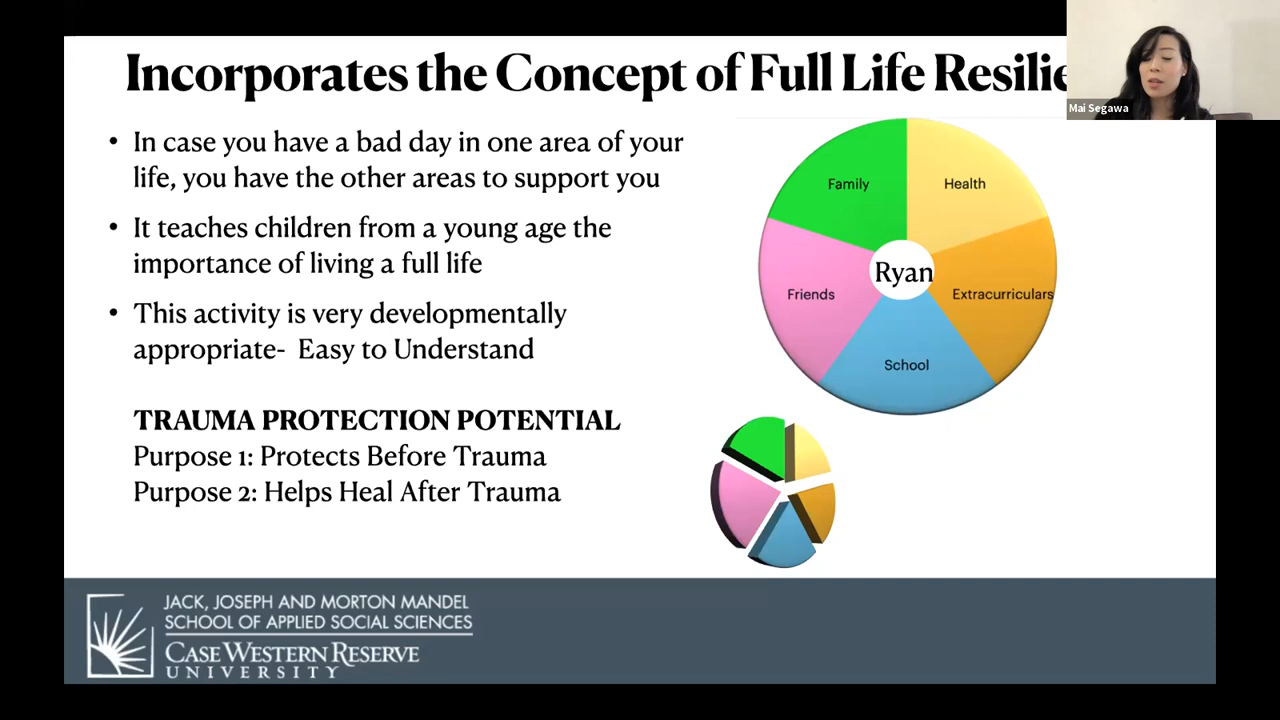 Incorporates the Concept of Full Life Resilie
Mai Segawa
• In case you have a bad day in one area of your
life, you have the other areas to support you
• It teaches children from a young age the
importance of living a full life
• This activity is very developmentally
appropriate- Easy to Understand
TRAUMA PROTECTION POTENTIAL
Purpose 1: Protects Before Trauma
Purpose 2: Helps Heal After Trauma
Family
Health
Ryan
Friends
Extracurriculars
School
JACK, JOSEPH AND MORTON MANDEL
SCHOOL OF APPLIED SOCIAL SCIENCES
CASE WESTERN RESERVE
UNIVERSITY